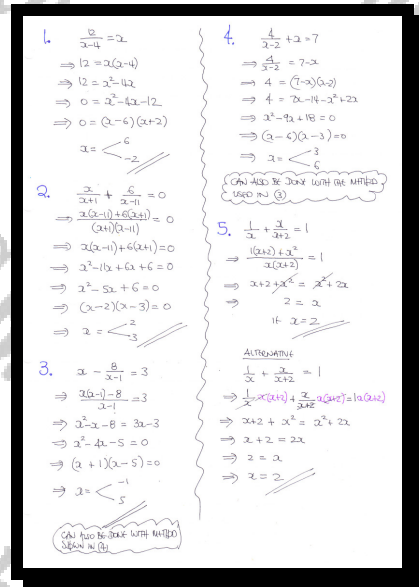 1. 12/(x-4) = x
⇒ 12 = x(x-4)
⇒ 12 = x²-4x
⇒ 0 = x²-4x-12
⇒ 0 = (x-6)(x+2)
x = < 6
-2
2. x/(x+1) + 6/(x-11) = 0
⇒ (x(x-11)+6(x+1))/((x+1)(x-11)) = 0
⇒ x(x-11)+6(x+1) = 0
⇒ x²-11x+6x+6 = 0
⇒ x²-5x+6 = 0
⇒ (x-2)(x-3) = 0
⇒ x = < 2
3
3. x - 8/(x-1) = 3
⇒ (x(x-1)-8)/(x-1) = 3
⇒ x²-x-8 = 3x-3
⇒ x²-4x-5 = 0
⇒ (x+1)(x-5) = 0
⇒ x = < -1
5
CAN ALSO BE DONE WITH METHOD
SHOWN IN (4)
4. 4/(x-2) + x = 7
⇒ 4/(x-2) = 7-x
⇒ 4 = (7-x)(x-2)
⇒ 4 = 7x-14-x²+2x
⇒ x²-9x+18 = 0
⇒ (x-6)(x-3) = 0
⇒ x = < 3
6
CAN ALSO BE DONE WITH THE METHOD
USED IN (3)
5. 1/x + x/(x+2) = 1
⇒ (1(x+2)+x²)/(x(x+2)) = 1
⇒ x+2+x² = x²+2x
⇒ 2 = x
If x = 2
ALTERNATIVE
1/x + x/(x+2) = 1
⇒ 1/x x(x+2) + x/(x+2) x(x+2) = 1x(x+2)
⇒ x+2 + x² = x²+2x
⇒ x+2 = 2x
⇒ 2 = x
⇒ x = 2